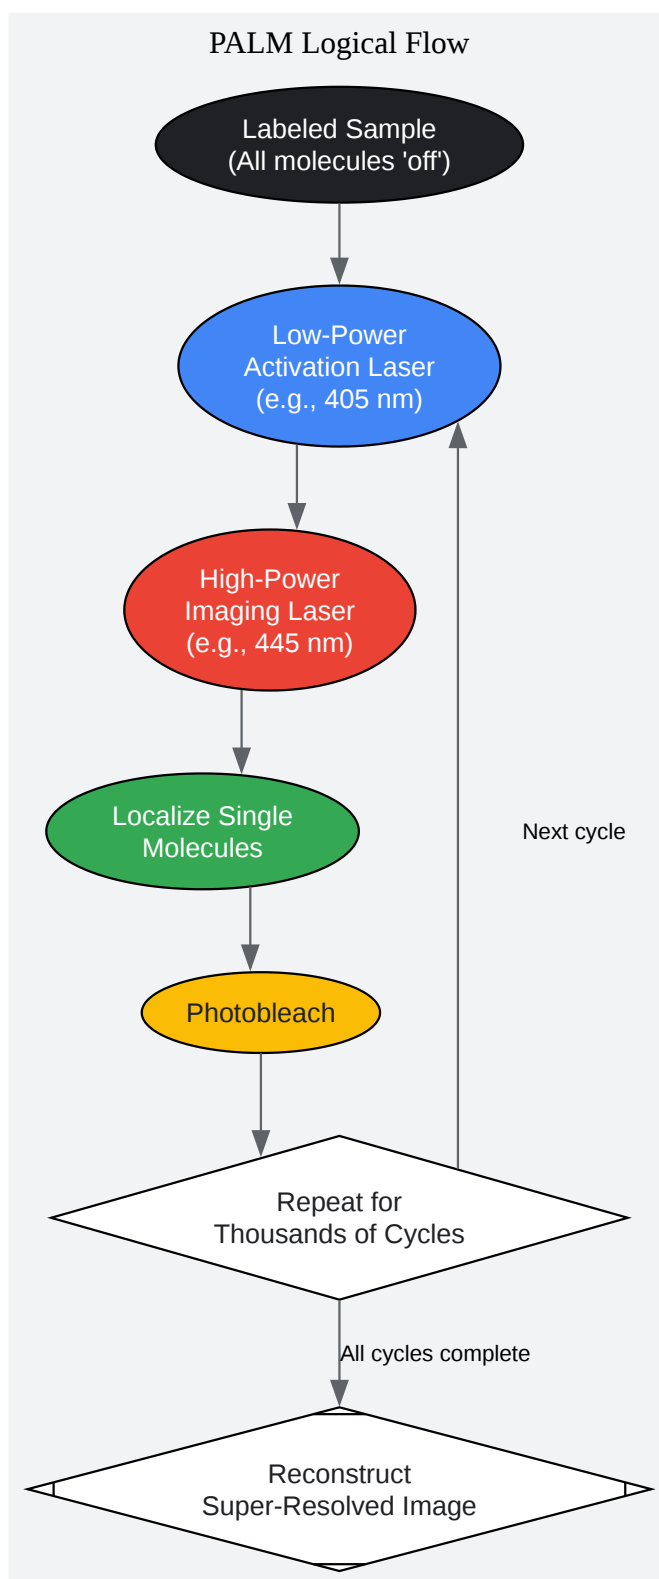 PALM Logical Flow
Labeled Sample
(All molecules 'off')
Low-Power
Activation Laser
(e.g., 405 nm)
High-Power
Imaging Laser
(e.g., 445 nm)
Localize Single
Molecules
Next cycle
Photobleach
Repeat for
Thousands of Cycles
All cycles complete
Reconstruct
Super-Resolved Image